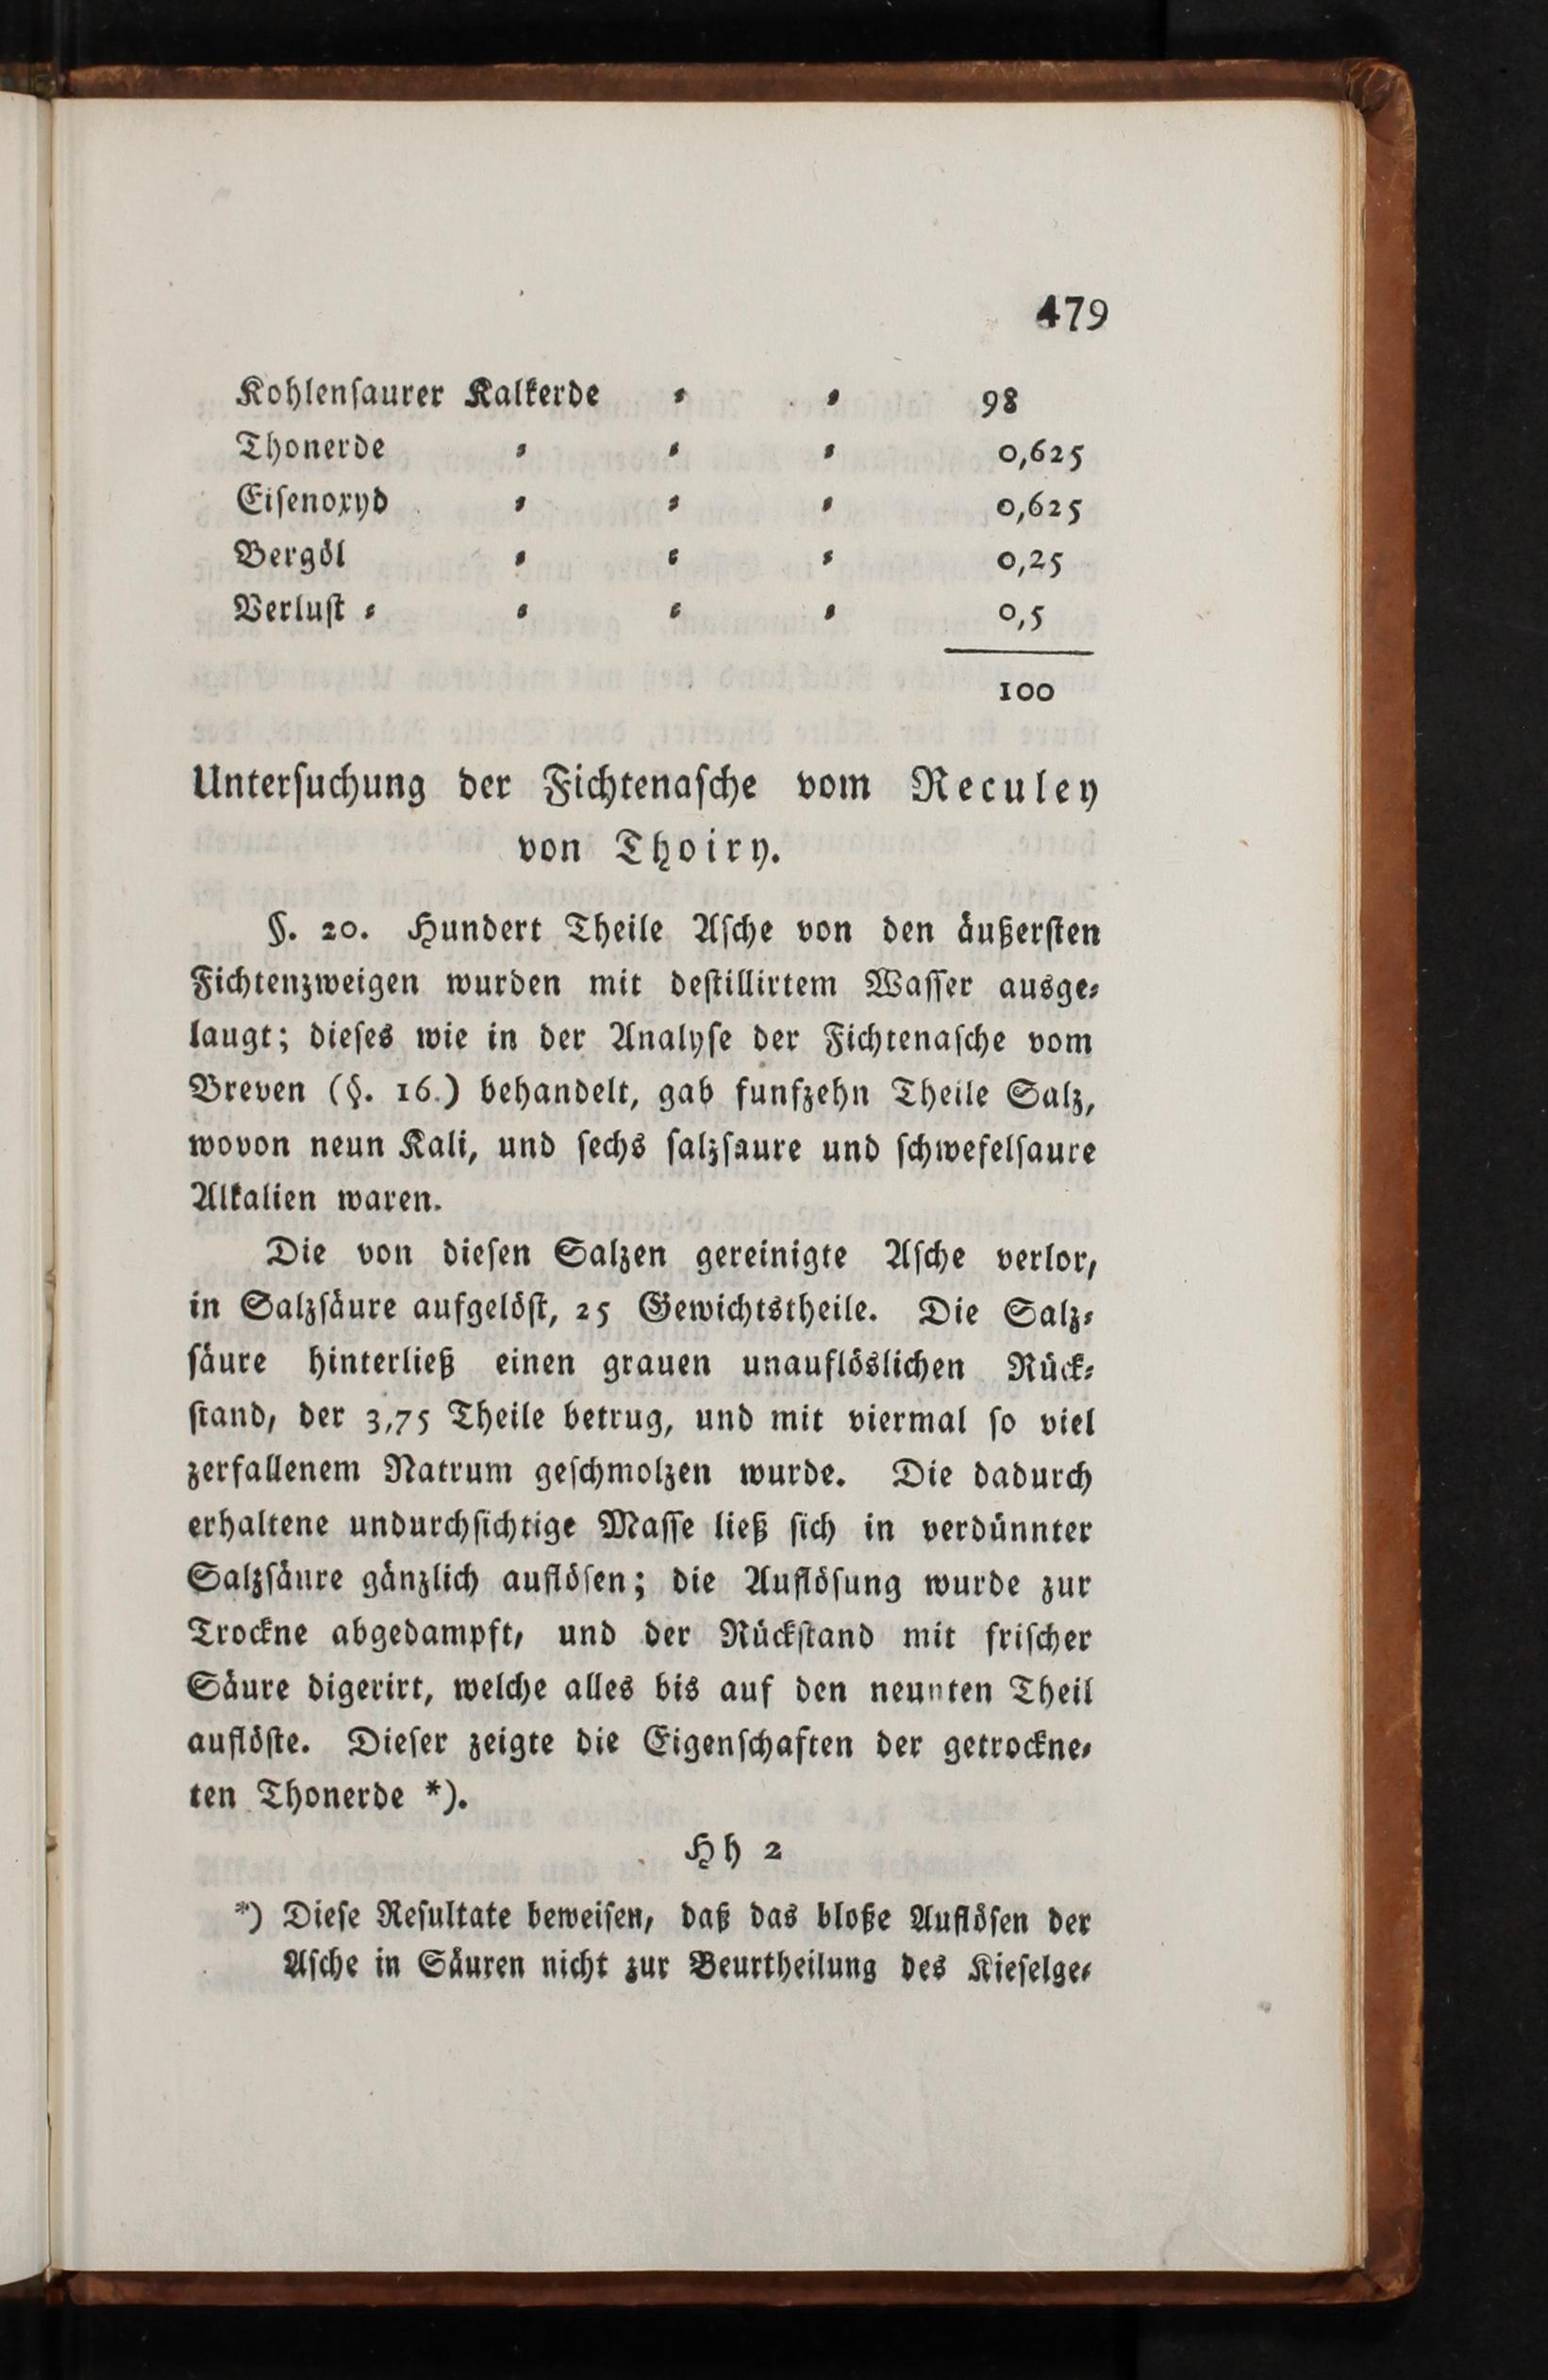 479
Kohlenſaurer Kalkerde ⸗ ⸗ 98
Thonerde ⸗ ⸗ ⸗ 0,625
Eiſenoxyd ⸗ ⸗ ⸗ 0,625
Bergöl ⸗ ⸗ ⸗ 0,25
Verluſt ⸗ ⸗ ⸗ ⸗ 0,5
100
Unterſuchung der Fichtenaſche vom Reculey
von Thoiry.
§. 20. Hundert Theile Aſche von den äußerſten
Fichtenzweigen wurden mit deſtillirtem Waſſer ausge⸗
laugt; dieſes wie in der Analyſe der Fichtenaſche vom
Breven (§. 16.) behandelt, gab funfzehn Theile Salz,
wovon neun Kali, und ſechs ſalzſaure und ſchwefelſaure
Alkalien waren.
Die von dieſen Salzen gereinigte Aſche verlor,
in Salzſäure aufgelöſt, 25 Gewichtstheile. Die Salz⸗
ſäure hinterließ einen grauen unauflöslichen Rück⸗
ſtand, der 3,75 Theile betrug, und mit viermal ſo viel
zerfallenem Natrum geſchmolzen wurde. Die dadurch
erhaltene undurchſichtige Maſſe ließ ſich in verdünnter
Salzſäure gänzlich auflöſen; die Auflöſung wurde zur
Trockne abgedampft, und der Rückſtand mit friſcher
Säure digerirt, welche alles bis auf den neunten Theil
auflöſte. Dieſer zeigte die Eigenſchaften der getrockne⸗
ten Thonerde *).
Hh 2
*) Dieſe Reſultate beweiſen, daß das bloße Auflöſen der
Aſche in Säuren nicht zur Beurtheilung des Kieſelge⸗